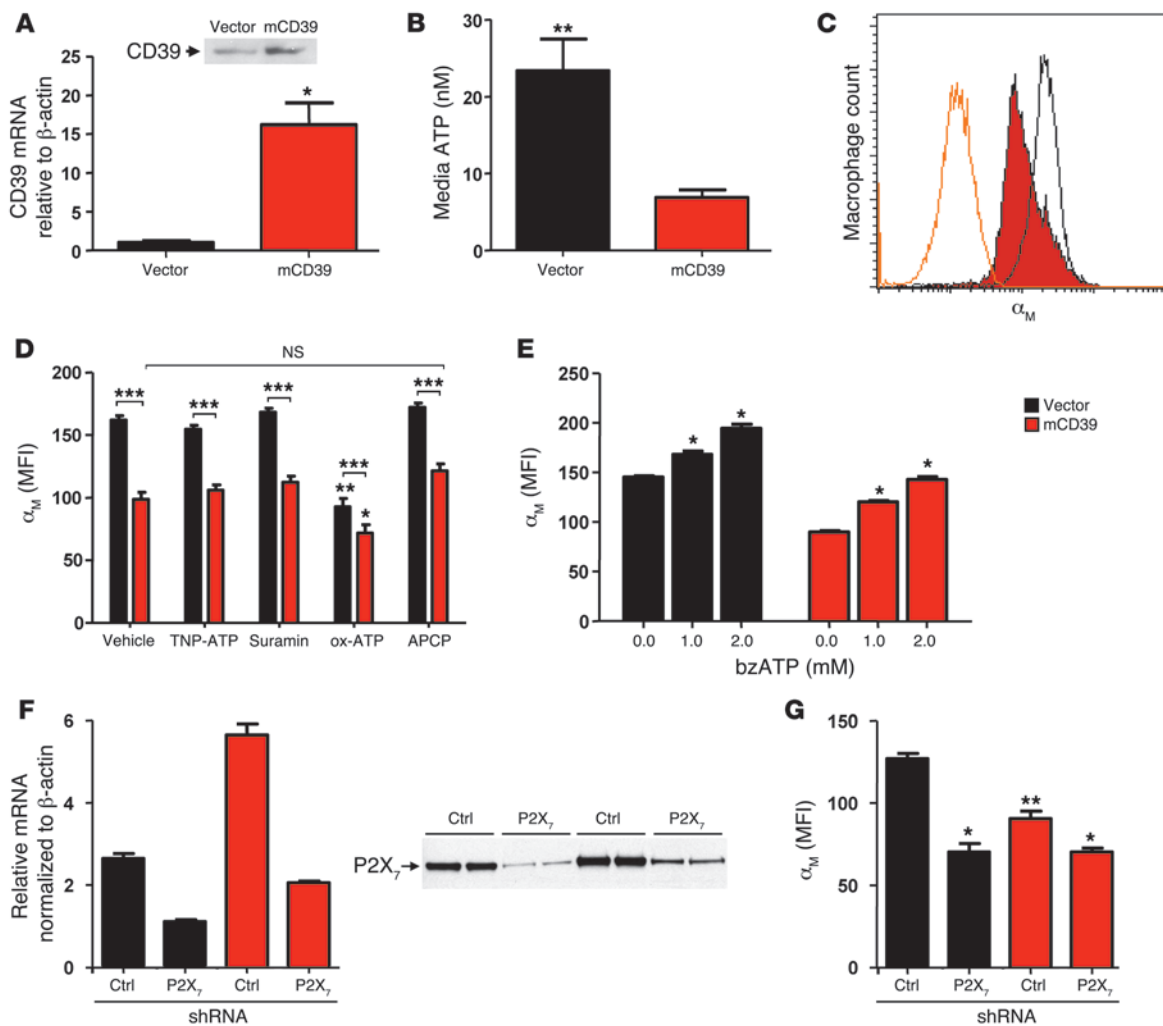 A
Vector mCD39
CD39
CD39 mRNA
relative to β-actin
25
20
15
10
5
0
*
Vector
mCD39
B
Media ATP (nM)
30
20
10
0
**
Vector
mCD39
C
Macrophage count
αM
D
NS
αM (MFI)
200
150
100
50
0
***
***
***
***
**
*
***
Vehicle
TNP-ATP
Suramin
ox-ATP
APCP
E
αM (MFI)
250
200
150
100
50
0
*
*
*
*
0.0
1.0
2.0
0.0
1.0
2.0
bzATP (mM)
Vector
mCD39
F
Relative mRNA
normalized to β-actin
6
4
2
0
Ctrl
P2X7
Ctrl
P2X7
shRNA
Ctrl
P2X7
Ctrl
P2X7
P2X7
G
αM (MFI)
150
100
50
0
*
**
*
Ctrl
P2X7
Ctrl
P2X7
shRNA